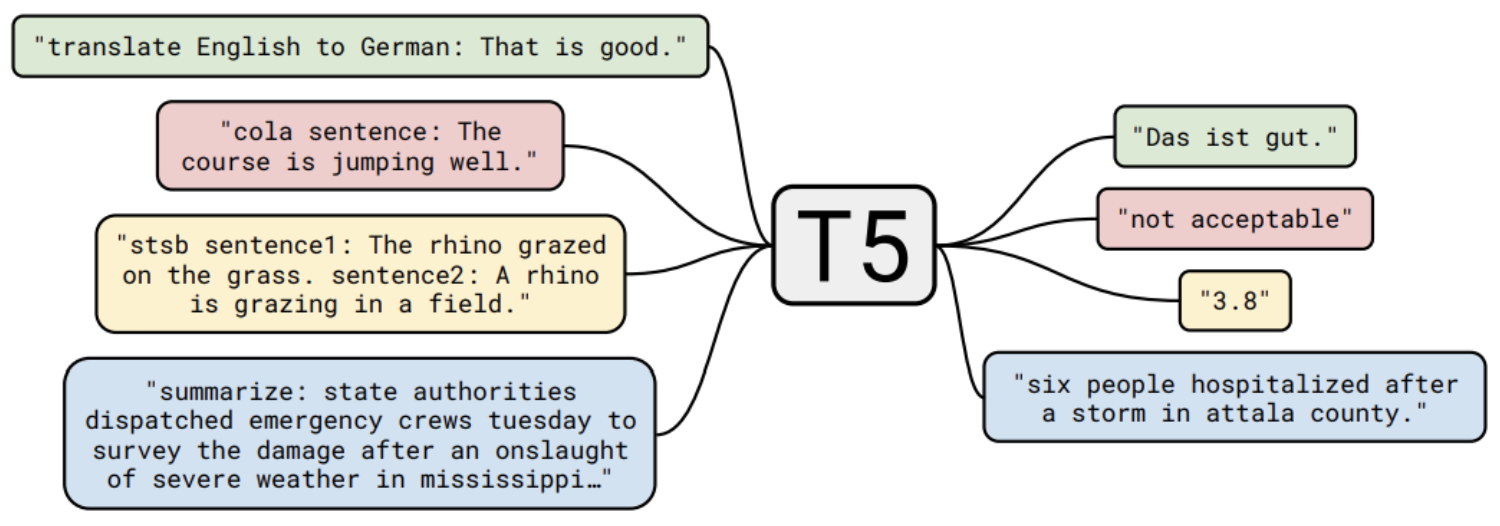 "translate English to German: That is good."
"cola sentence: The
course is jumping well."
"stsb sentence1: The rhino grazed
on the grass. sentence2: A rhino
is grazing in a field."
"summarize: state authorities
dispatched emergency crews tuesday to
survey the damage after an onslaught
of severe weather in mississippi…"
T5
"Das ist gut."
"not acceptable"
"3.8"
"six people hospitalized after
a storm in attala county."